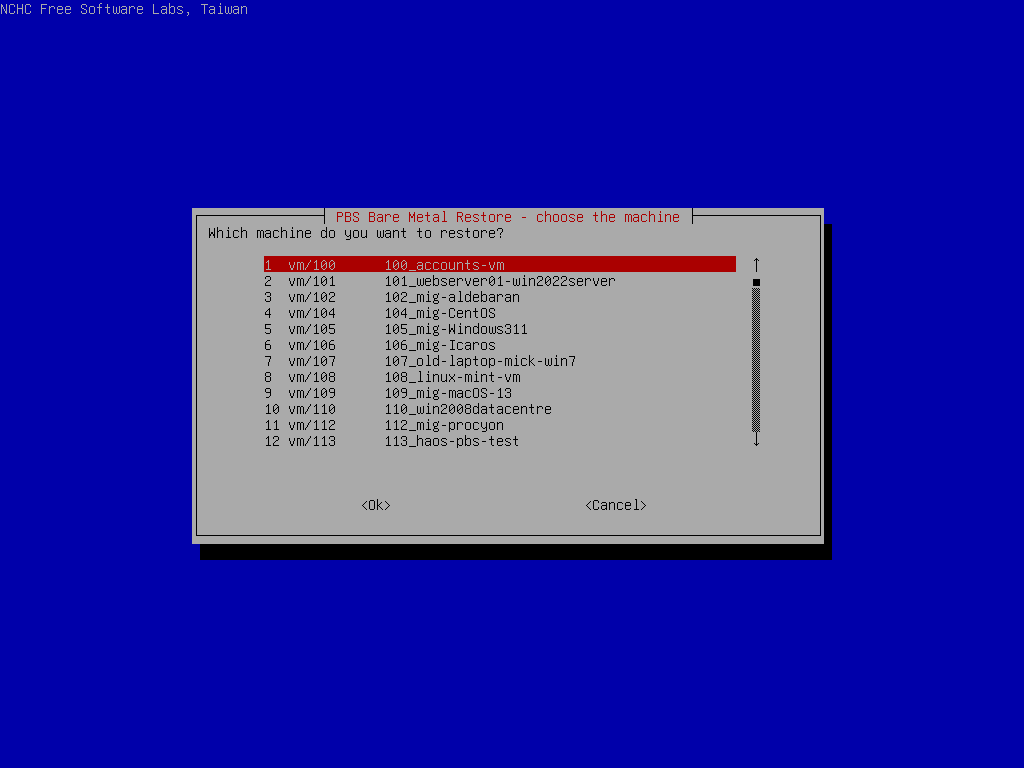 NCHC Free Software Labs, Taiwan
PBS Bare Metal Restore - choose the machine
Which machine do you want to restore?
1 vm/100 100_accounts-vm
2 vm/101 101_webserver01-win2022server
3 vm/102 102_mig-aldebaran
4 vm/104 104_mig-CentOS
5 vm/105 105_mig-Windows311
6 vm/106 106_mig-Icaros
7 vm/107 107_old-laptop-mick-win7
8 vm/108 108_linux-mint-vm
9 vm/109 109_mig-macOS-13
10 vm/110 110_win2008datacentre
11 vm/112 112_mig-procyon
12 vm/113 113_haos-pbs-test
<Ok> <Cancel>